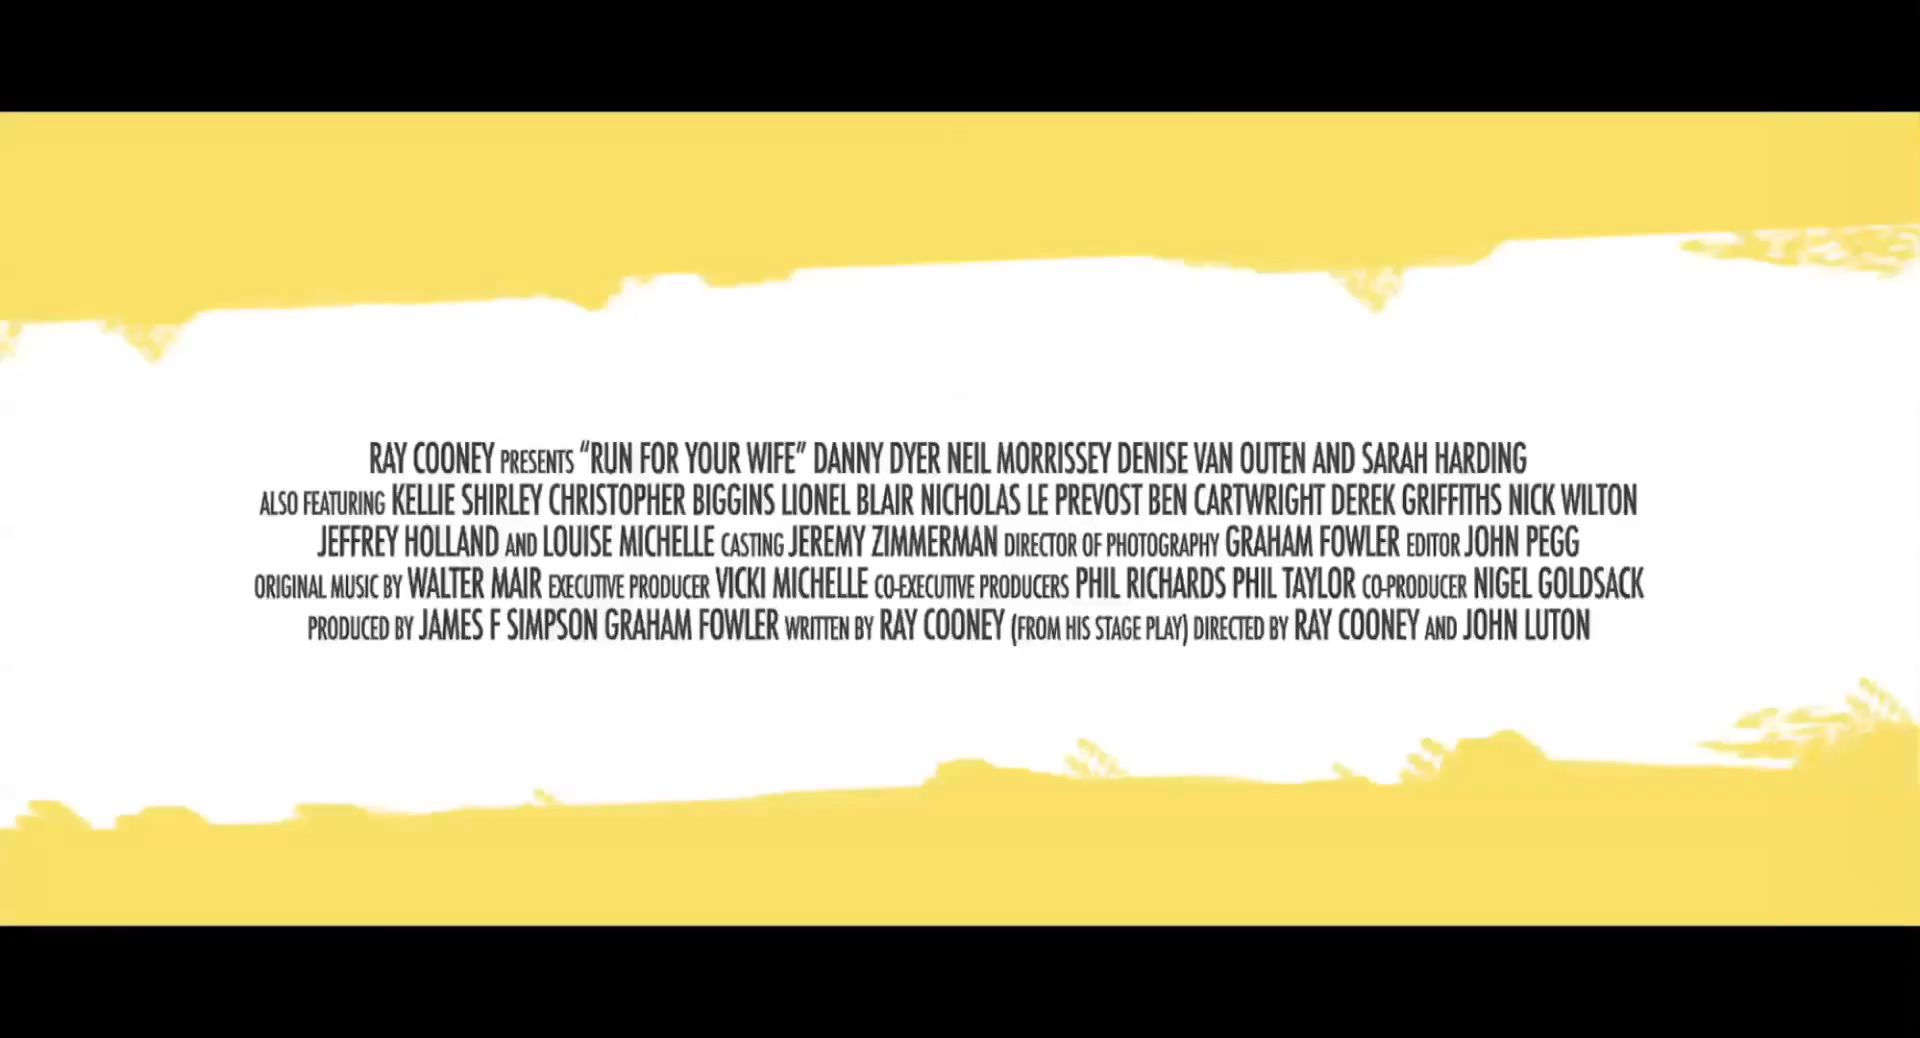 RAY COONEY PRESENTS “RUN FOR YOUR WIFE” DANNY DYER NEIL MORRISSEY DENISE VAN OUTEN AND SARAH HARDING
ALSO FEATURING KELLIE SHIRLEY CHRISTOPHER BIGGINS LIONEL BLAIR NICHOLAS LE PREVOST BEN CARTWRIGHT DEREK GRIFFITHS NICK WILTON
JEFFREY HOLLAND AND LOUISE MICHELLE CASTING JEREMY ZIMMERMAN DIRECTOR OF PHOTOGRAPHY GRAHAM FOWLER EDITOR JOHN PEGG
ORIGINAL MUSIC BY WALTER MAIR EXECUTIVE PRODUCER VICKI MICHELLE CO-EXECUTIVE PRODUCERS PHIL RICHARDS PHIL TAYLOR CO-PRODUCER NIGEL GOLDSACK
PRODUCED BY JAMES F SIMPSON GRAHAM FOWLER WRITTEN BY RAY COONEY (FROM HIS STAGE PLAY) DIRECTED BY RAY COONEY AND JOHN LUTON